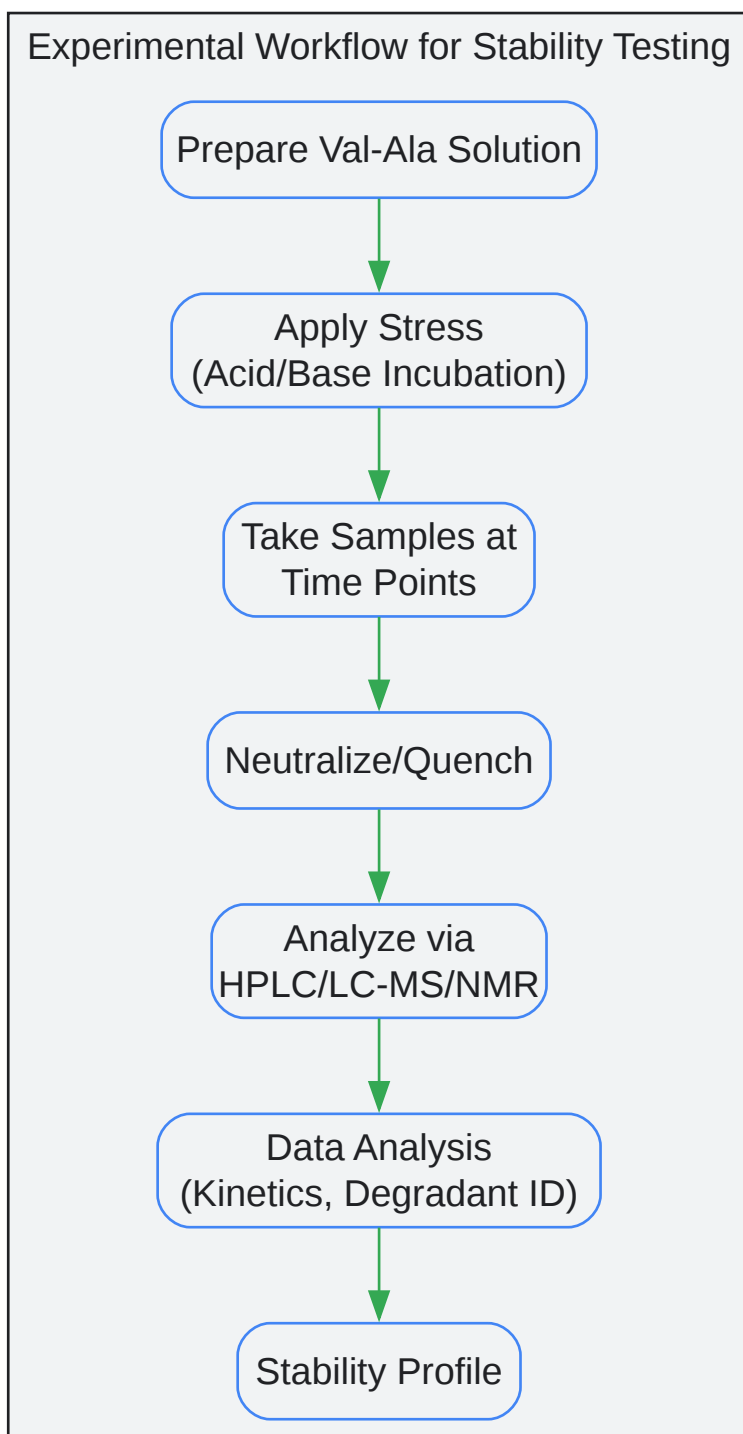 Experimental Workflow for Stability Testing
Prepare Val-Ala Solution
Apply Stress
(Acid/Base Incubation)
Take Samples at
Time Points
Neutralize/Quench
Analyze via
HPLC/LC-MS/NMR
Data Analysis
(Kinetics, Degradant ID)
Stability Profile